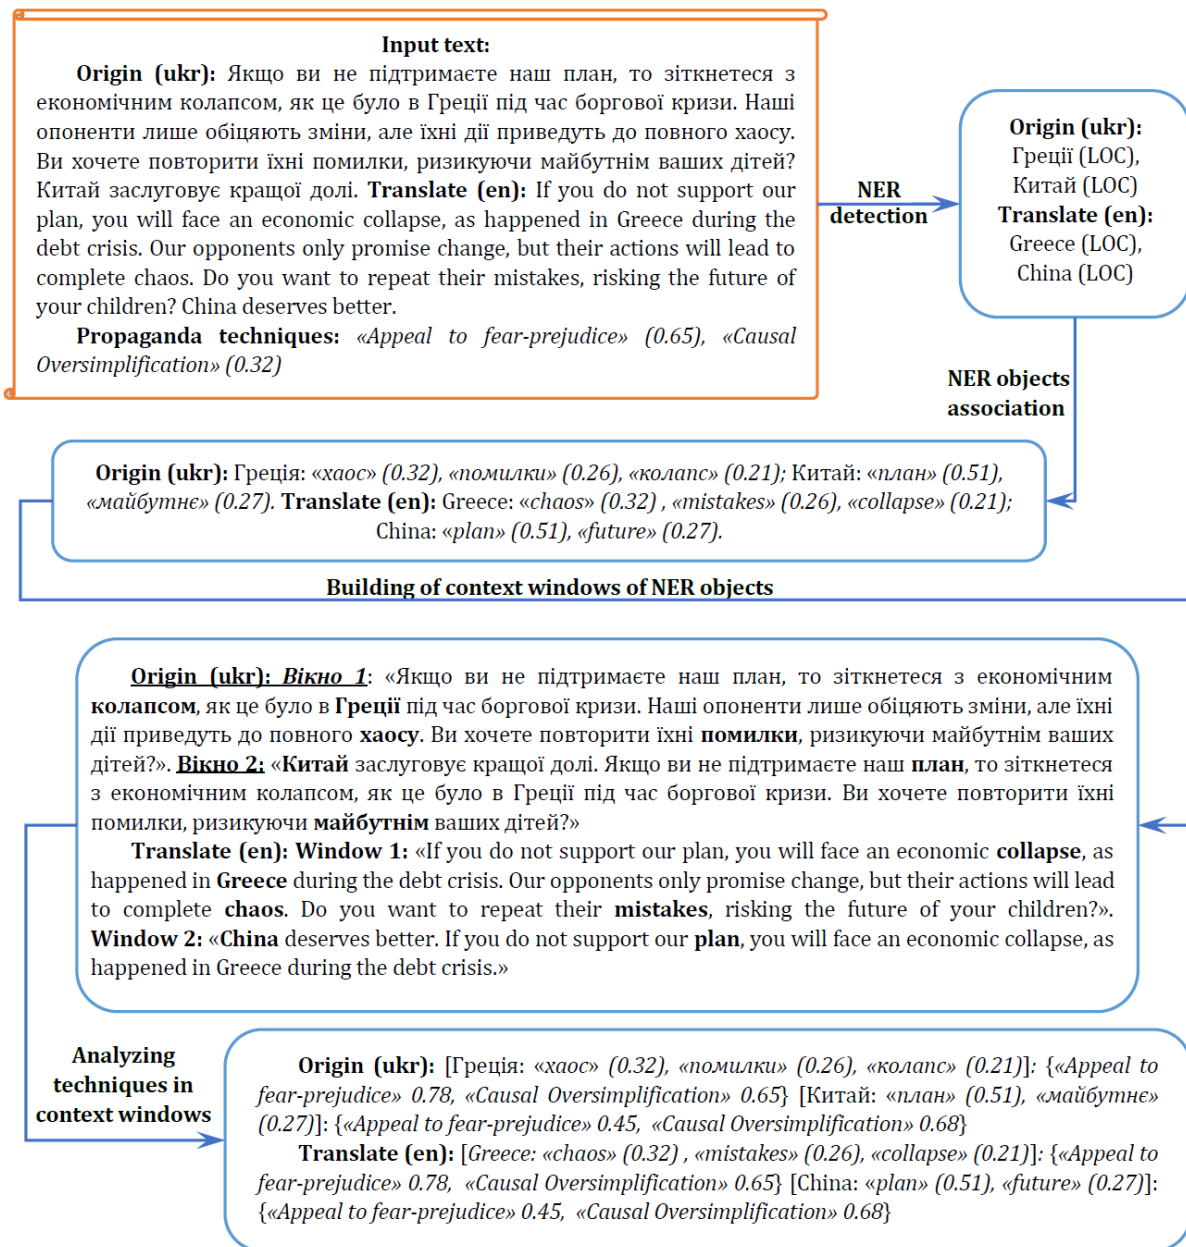 Input text:
Origin (ukr): Якщо ви не підтримаєте наш план, то зіткнетеся з
економічним колапсом, як це було в Греції під час боргової кризи. Наші
опоненти лише обіцяють зміни, але їхні дії приведуть до повного хаосу.
Ви хочете повторити їхні помилки, ризикуючи майбутнім ваших дітей?
Китай заслуговує кращої долі. Translate (en): If you do not support our
plan, you will face an economic collapse, as happened in Greece during the
debt crisis. Our opponents only promise change, but their actions will lead to
complete chaos. Do you want to repeat their mistakes, risking the future of
your children? China deserves better.
Propaganda techniques: «Appeal to fear-prejudice» (0.65), «Causal
Oversimplification» (0.32)
NER
detection
Origin (ukr):
Греції (LOC),
Китай (LOC)
Translate (en):
Greece (LOC),
China (LOC)
NER objects
association
Origin (ukr): Греція: «хаос» (0.32), «помилки» (0.26), «колапс» (0.21); Китай: «план» (0.51),
«майбутнє» (0.27). Translate (en): Greece: «chaos» (0.32) , «mistakes» (0.26), «collapse» (0.21);
China: «plan» (0.51), «future» (0.27).
Building of context windows of NER objects
Origin (ukr): Вікно 1: «Якщо ви не підтримаєте наш план, то зіткнетеся з економічним
колапсом, як це було в Греції під час боргової кризи. Наші опоненти лише обіцяють зміни, але їхні
дії приведуть до повного хаосу. Ви хочете повторити їхні помилки, ризикуючи майбутнім ваших
дітей?». Вікно 2: «Китай заслуговує кращої долі. Якщо ви не підтримаєте наш план, то зіткнетеся
з економічним колапсом, як це було в Греції під час боргової кризи. Ви хочете повторити їхні
помилки, ризикуючи майбутнім ваших дітей?»
Translate (en): Window 1: «If you do not support our plan, you will face an economic collapse, as
happened in Greece during the debt crisis. Our opponents only promise change, but their actions will lead
to complete chaos. Do you want to repeat their mistakes, risking the future of your children?».
Window 2: «China deserves better. If you do not support our plan, you will face an economic collapse, as
happened in Greece during the debt crisis.»
Analyzing
techniques in
context windows
Origin (ukr): [Греція: «хаос» (0.32), «помилки» (0.26), «колапс» (0.21)]: {«Appeal to
fear-prejudice» 0.78, «Causal Oversimplification» 0.65} [Китай: «план» (0.51), «майбутнє»
(0.27)]: {«Appeal to fear-prejudice» 0.45, «Causal Oversimplification» 0.68}
Translate (en): [Greece: «chaos» (0.32) , «mistakes» (0.26), «collapse» (0.21)]: {«Appeal to
fear-prejudice» 0.78, «Causal Oversimplification» 0.65} [China: «plan» (0.51), «future» (0.27)]:
{«Appeal to fear-prejudice» 0.45, «Causal Oversimplification» 0.68}